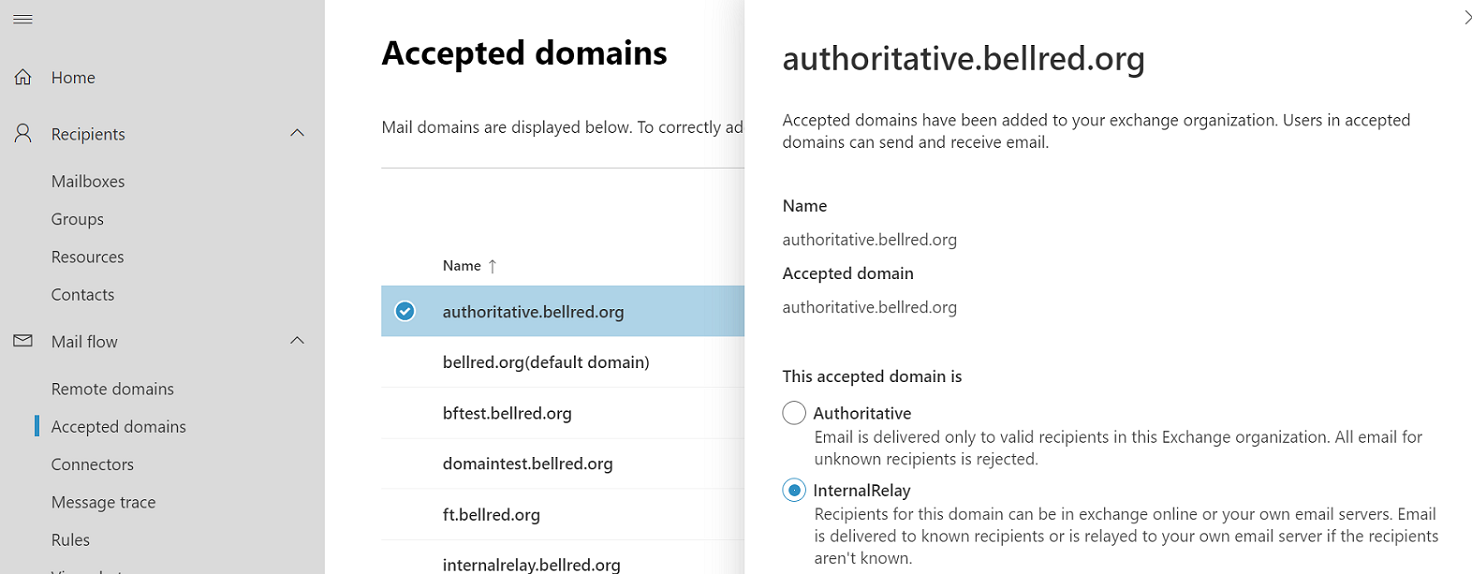 Home
Recipients
Mailboxes
Groups
Resources
Contacts
Mail flow
Remote domains
Accepted domains
Connectors
Message trace
Rules
Accepted domains
Mail domains are displayed below. To correctly ad
Name ↑
authoritative.bellred.org
bellred.org(default domain)
bftest.bellred.org
domaintest.bellred.org
ft.bellred.org
internalrelay.bellred.org
authoritative.bellred.org
Accepted domains have been added to your exchange organization. Users in accepted
domains can send and receive email.
Name
authoritative.bellred.org
Accepted domain
authoritative.bellred.org
This accepted domain is
Authoritative
Email is delivered only to valid recipients in this Exchange organization. All email for
unknown recipients is rejected.
InternalRelay
Recipients for this domain can be in exchange online or your own email servers. Email
is delivered to known recipients or is relayed to your own email server if the recipients
aren't known.